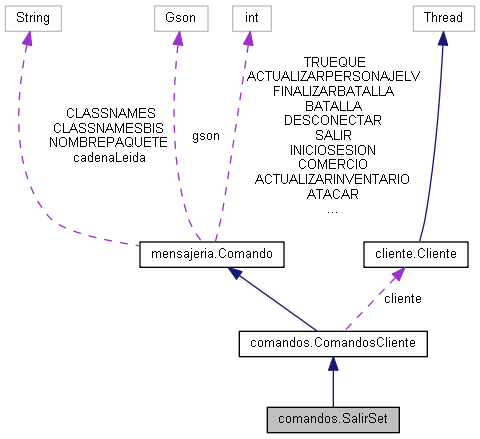 String
Gson
int
Thread
CLASSNAMES
CLASSNAMESBIS
NOMBREPAQUETE
cadenaLeida
gson
TRUEQUE
ACTUALIZARPERSONAJELV
FINALIZARBATALLA
BATALLA
DESCONECTAR
SALIR
INICIOSESION
COMERCIO
ACTUALIZARINVENTARIO
ATACAR
...
mensajeria.Comando
cliente.Cliente
cliente
comandos.ComandosCliente
comandos.SalirSet